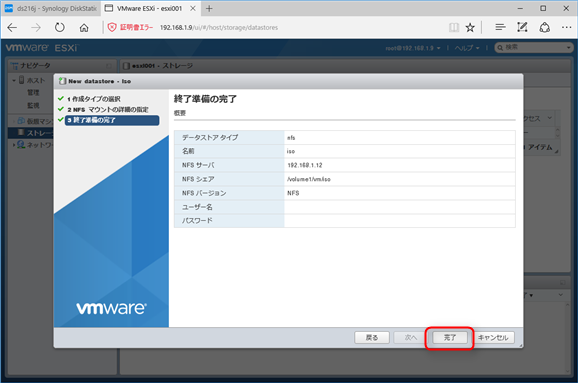 ds216j - Synology DiskStati
VMware ESXi - esxi001
証明書エラー 192.168.1.9/ui/#/host/storage/datastores
vmware ESXi
root@192.168.1.9 ヘルプ 検索
ナビゲータ
esxi001 - ストレージ
ホスト
管理
監視
仮想マシ
ストレー
ネットワー
クセス
アイテム
New datastore - iso
1 作成タイプの選択
2 NFS マウントの詳細の指定
3 終了準備の完了
vmware
終了準備の完了
概要
データストア タイプ nfs
名前 iso
NFS サーバ 192.168.1.12
NFS シェア /volume1/vm/iso
NFS バージョン NFS
ユーザー名
パスワード
戻る 次へ 完了 キャンセル